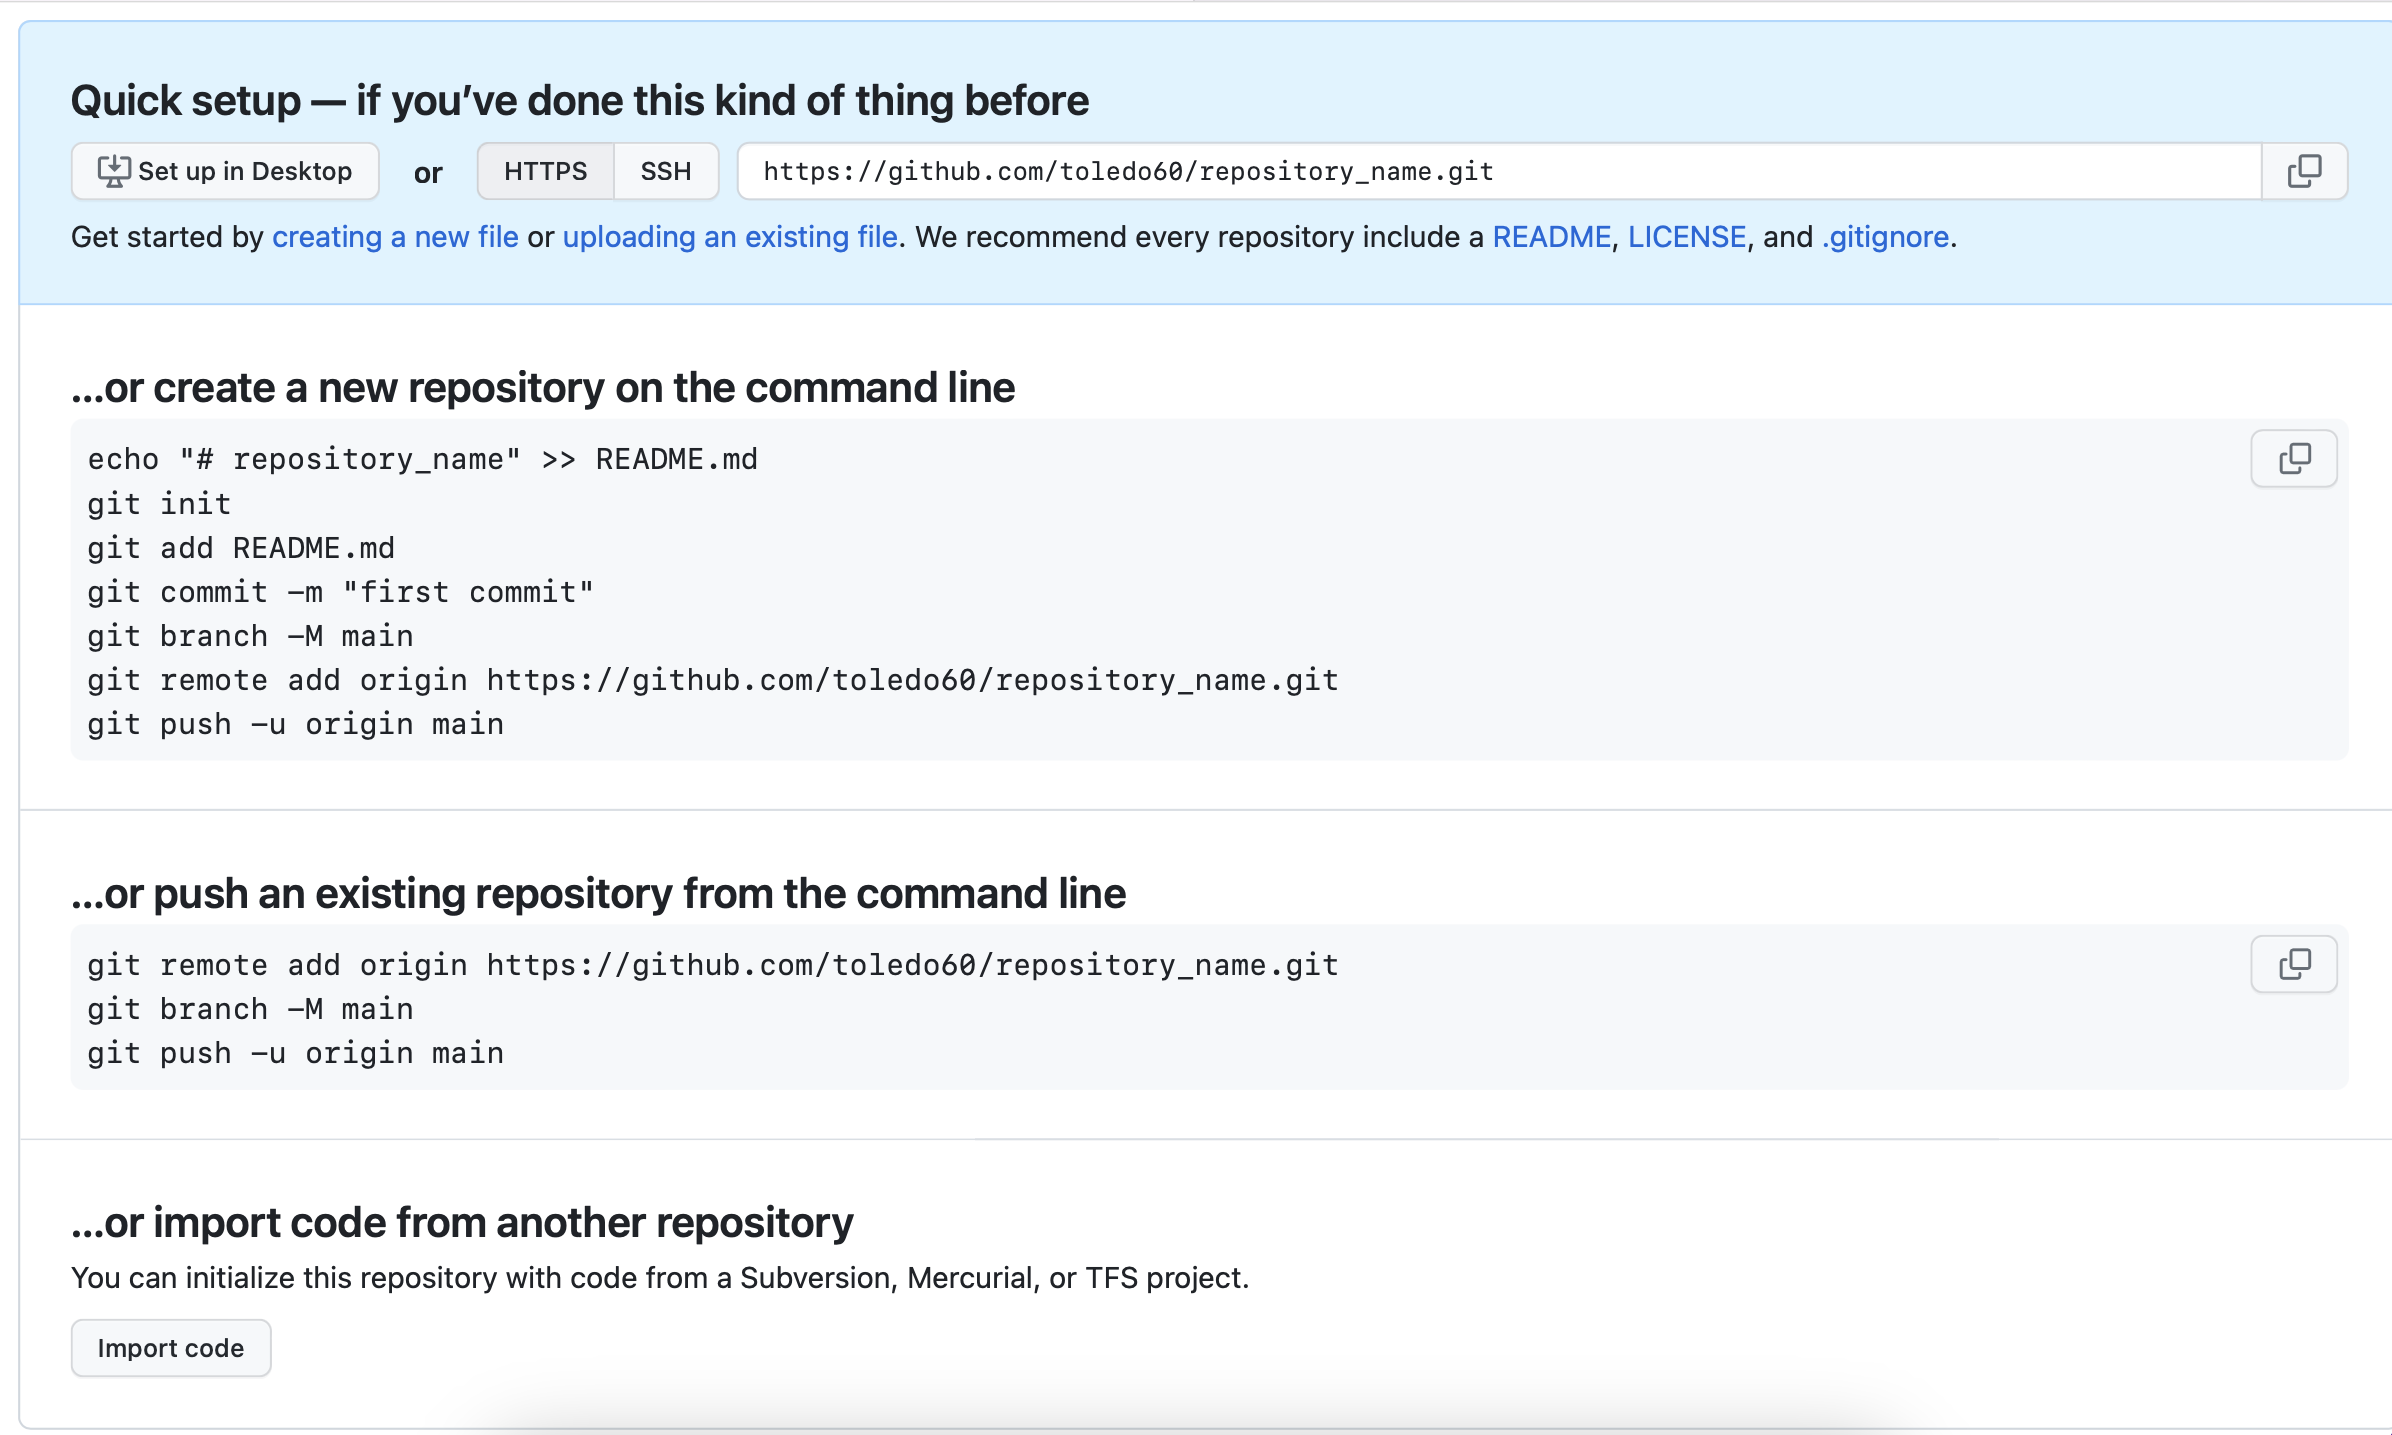 Quick setup — if you’ve done this kind of thing before
Set up in Desktop or HTTPS SSH https://github.com/toledo60/repository_name.git
Get started by creating a new file or uploading an existing file. We recommend every repository include a README, LICENSE, and .gitignore.
…or create a new repository on the command line
echo "# repository_name" >> README.md
git init
git add README.md
git commit -m "first commit"
git branch -M main
git remote add origin https://github.com/toledo60/repository_name.git
git push -u origin main
…or push an existing repository from the command line
git remote add origin https://github.com/toledo60/repository_name.git
git branch -M main
git push -u origin main
…or import code from another repository
You can initialize this repository with code from a Subversion, Mercurial, or TFS project.
Import code